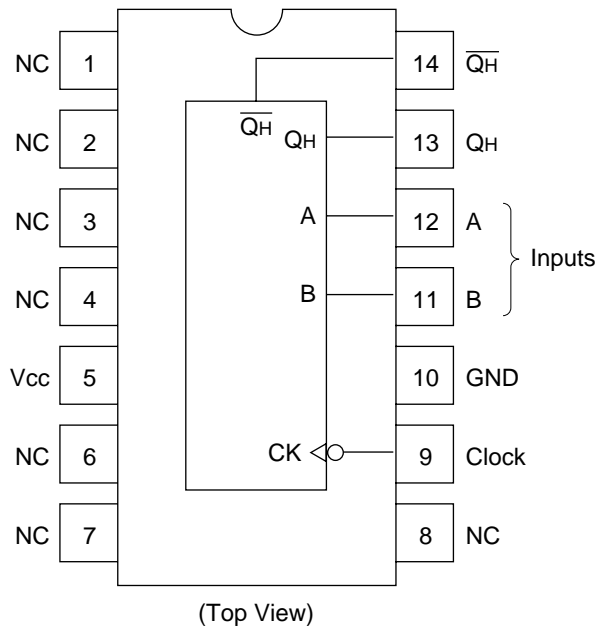 NC 1 14 Q̅H̅
Q̅H̅
NC 2 QH 13 QH
NC 3 A 12 A
Inputs
NC 4 B 11 B
Vcc 5 10 GND
NC 6 CK 9 Clock
NC 7 8 NC
(Top View)